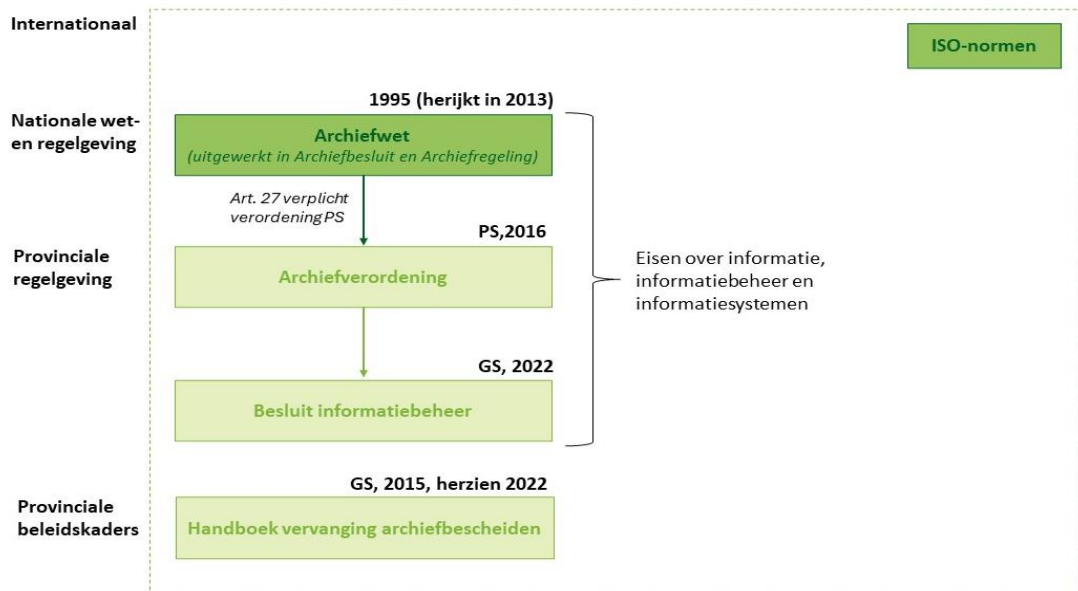 Internationaal
ISO-normen
1995 (herijkt in 2013)
Nationale wet-
en regelgeving
Archiefwet
(uitgewerkt in Archiefbesluit en Archiefregeling)
Art. 27 verplicht
verordening PS
PS,2016
Provinciale
regelgeving
Archiefverordening
Eisen over informatie,
informatiebeheer en
informatiesystemen
GS, 2022
Besluit informatiebeheer
GS, 2015, herzien 2022
Provinciale
beleidskaders
Handboek vervanging archiefbescheiden